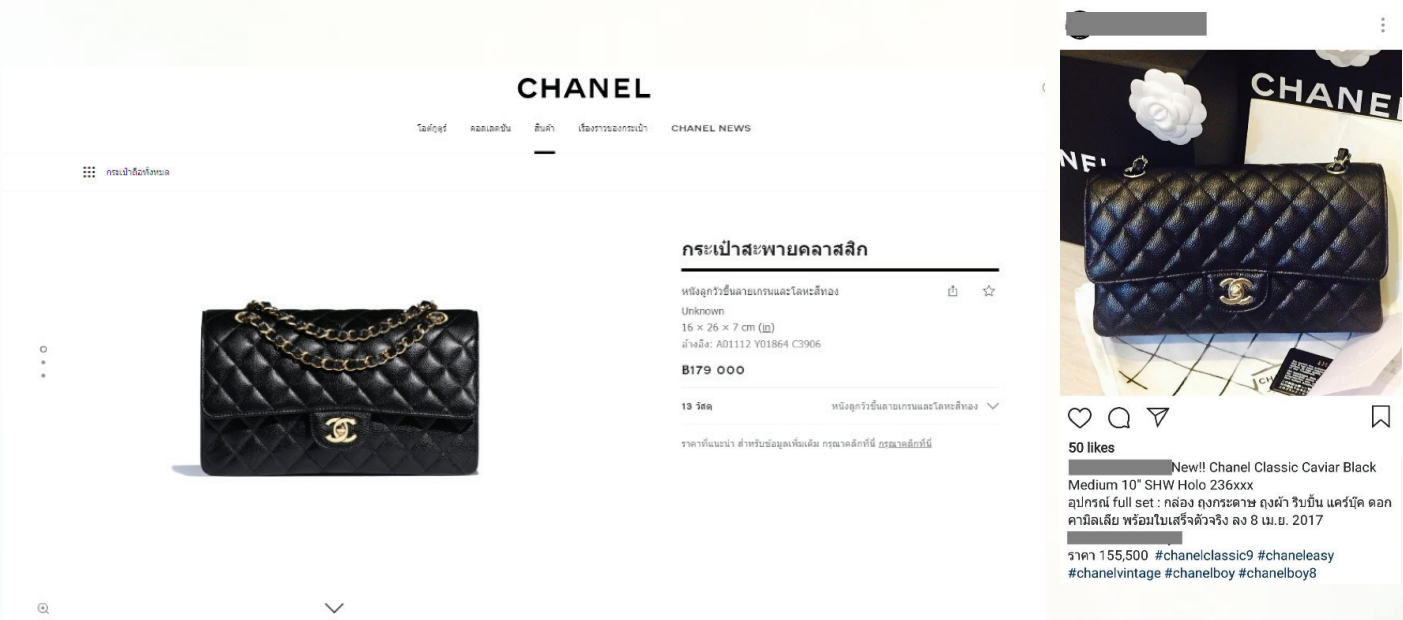 CHANEL
โอต์กูตูร์ คอลเลคชัน สินค้า เรื่องราวของกระเป๋า CHANEL NEWS
กระเป๋าถือทั้งหมด
กระเป๋าสะพายคลาสสิก
หนังลูกวัวขึ้นลายเกรนและโลหะสีทอง
Unknown
16 × 26 × 7 cm (in)
อ้างอิง: A01112 Y01864 C3906
฿179 000
13 วัสดุ หนังลูกวัวขึ้นลายเกรนและโลหะสีทอง
ราคาที่แนะนำ สำหรับข้อมูลเพิ่มเติม กรุณาคลิกที่นี่ กรุณาคลิกที่นี่
CHANEL
NEL
CH
50 likes
New!! Chanel Classic Caviar Black
Medium 10" SHW Holo 236xxx
อุปกรณ์ full set : กล่อง ถุงกระดาษ ถุงผ้า ริบบิ้น แคร์บุ๊ค ดอก
คามิลเลีย พร้อมใบเสร็จตัวจริง ลง 8 เม.ย. 2017
ราคา 155,500 #chanelclassic9 #chaneleasy
#chanelvintage #chanelboy #chanelboy8